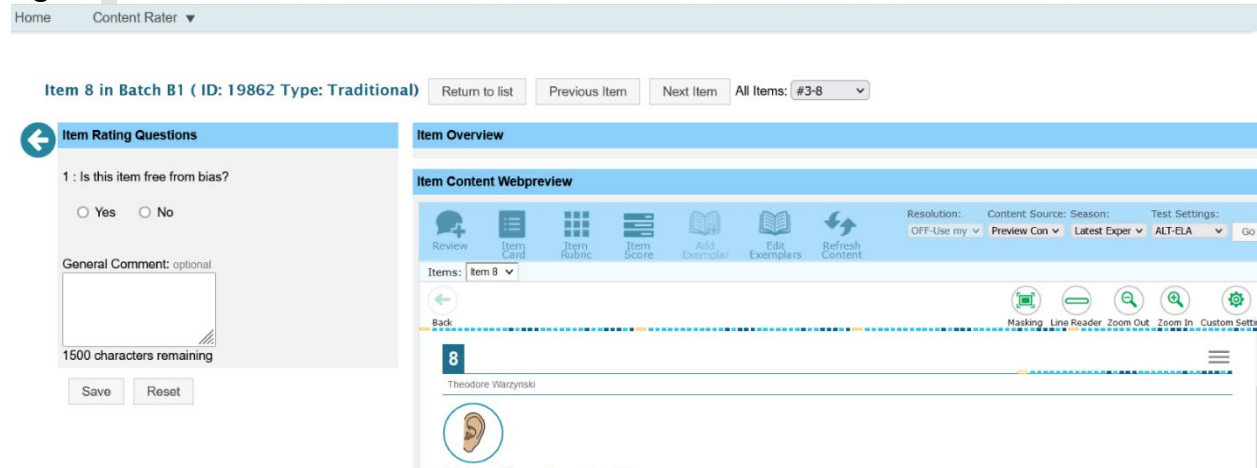 Home Content Rater ▼
Item 8 in Batch B1 ( ID: 19862 Type: Traditional) Return to list Previous Item Next Item All Items: #3-8
Item Rating Questions
1 : Is this item free from bias?
Yes No
General Comment: optional
1500 characters remaining
Save Reset
Item Overview
Item Content Webpreview
Review Item Card Item Rubric Item Score Add Exemplar Edit Exemplars Refresh Content
Resolution: Content Source: Season: Test Settings:
OFF-Use my Preview Con Latest Exper ALT-ELA Go
Items: Item 8
Back Masking Line Reader Zoom Out Zoom In Custom Setti
8
Theodore Warzynski